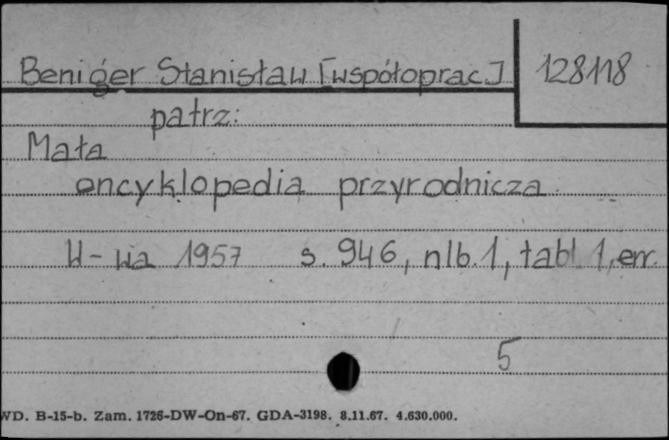 Beniger Stanisław [współoprac] 128118
patrz:
Mała
encyklopedia przyrodnicza
W-wa 1957 s. 946, nlb. 1, tabl. 1, err.
5
WD. B-15-b. Zam. 1726-DW-On-67. GDA-3198. 8.11.67. 4.630.000.